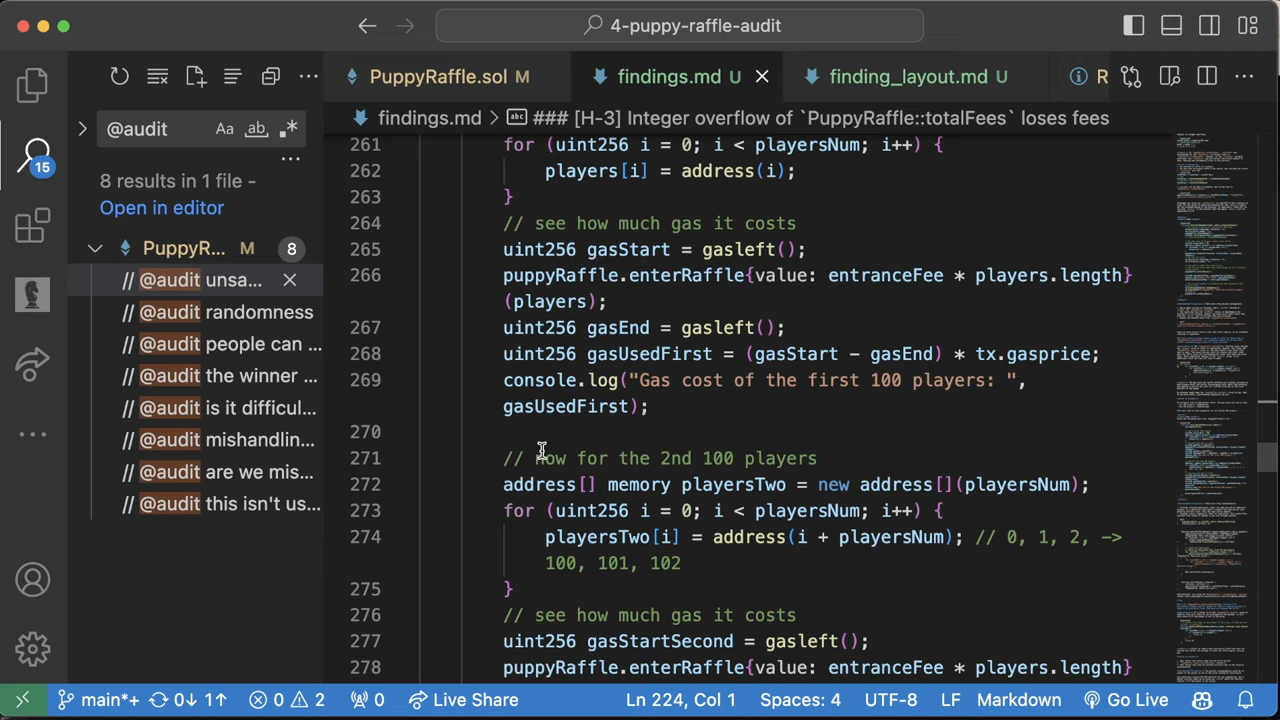 4-puppy-raffle-audit
PuppyRaffle.sol M
findings.md U
finding_layout.md U
R
@audit
Aa ab
findings.md > abc ### [H-3] Integer overflow of `PuppyRaffle::totalFees` loses fees
15
8 results in 1 file -
Open in editor
PuppyR... M 8
// @audit unsa...
// @audit randomness
// @audit people can ...
// @audit the winner ...
// @audit is it difficul...
// @audit mishandlin...
// @audit are we mis...
// @audit this isn't us...
261 for (uint256 i = 0; i < playersNum; i++) {
262 players[i] = address(i);
263 }
264 // see how much gas it costs
265 uint256 gasStart = gasleft();
266 puppyRaffle.enterRaffle{value: entranceFee * players.length}
(players);
267 uint256 gasEnd = gasleft();
268 uint256 gasUsedFirst = (gasStart - gasEnd) * tx.gasprice;
269 console.log("Gas cost of the first 100 players: ",
gasUsedFirst);
270
271 // now for the 2nd 100 players
272 address[] memory playersTwo = new address[](playersNum);
273 for (uint256 i = 0; i < playersNum; i++) {
274 playersTwo[i] = address(i + playersNum); // 0, 1, 2, ->
100, 101, 102
275 }
276 // see how much gas it costs
277 uint256 gasStartSecond = gasleft();
278 puppyRaffle.enterRaffle{value: entranceFee * players.length}
main*+ 0↓ 1↑ 0 2 0 Live Share Ln 224, Col 1 Spaces: 4 UTF-8 LF Markdown Go Live